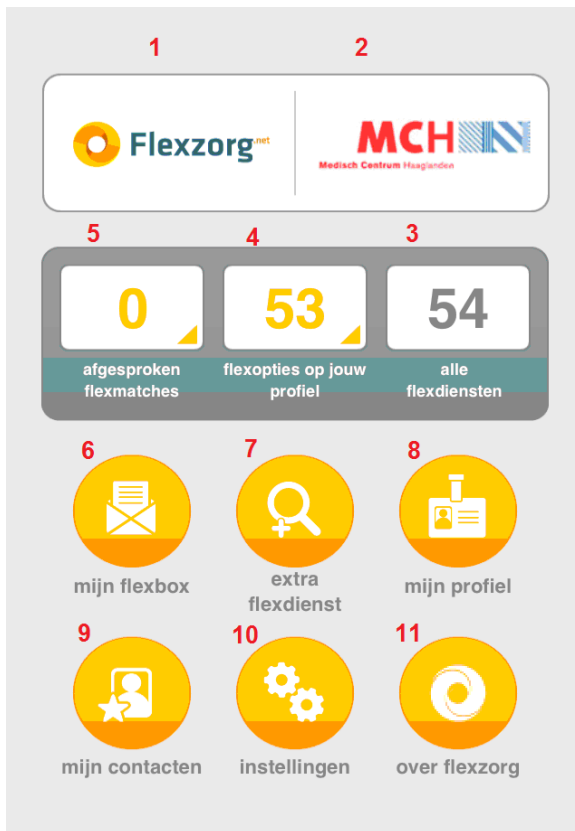 1 2
Flexzorg.net
MCH
Medisch Centrum Haaglanden
5 4 3
0 53 54
afgesproken flexmatches
flexopties op jouw profiel
alle flexdiensten
6 7 8
mijn flexbox
extra flexdienst
mijn profiel
9 10 11
mijn contacten
instellingen
over flexzorg